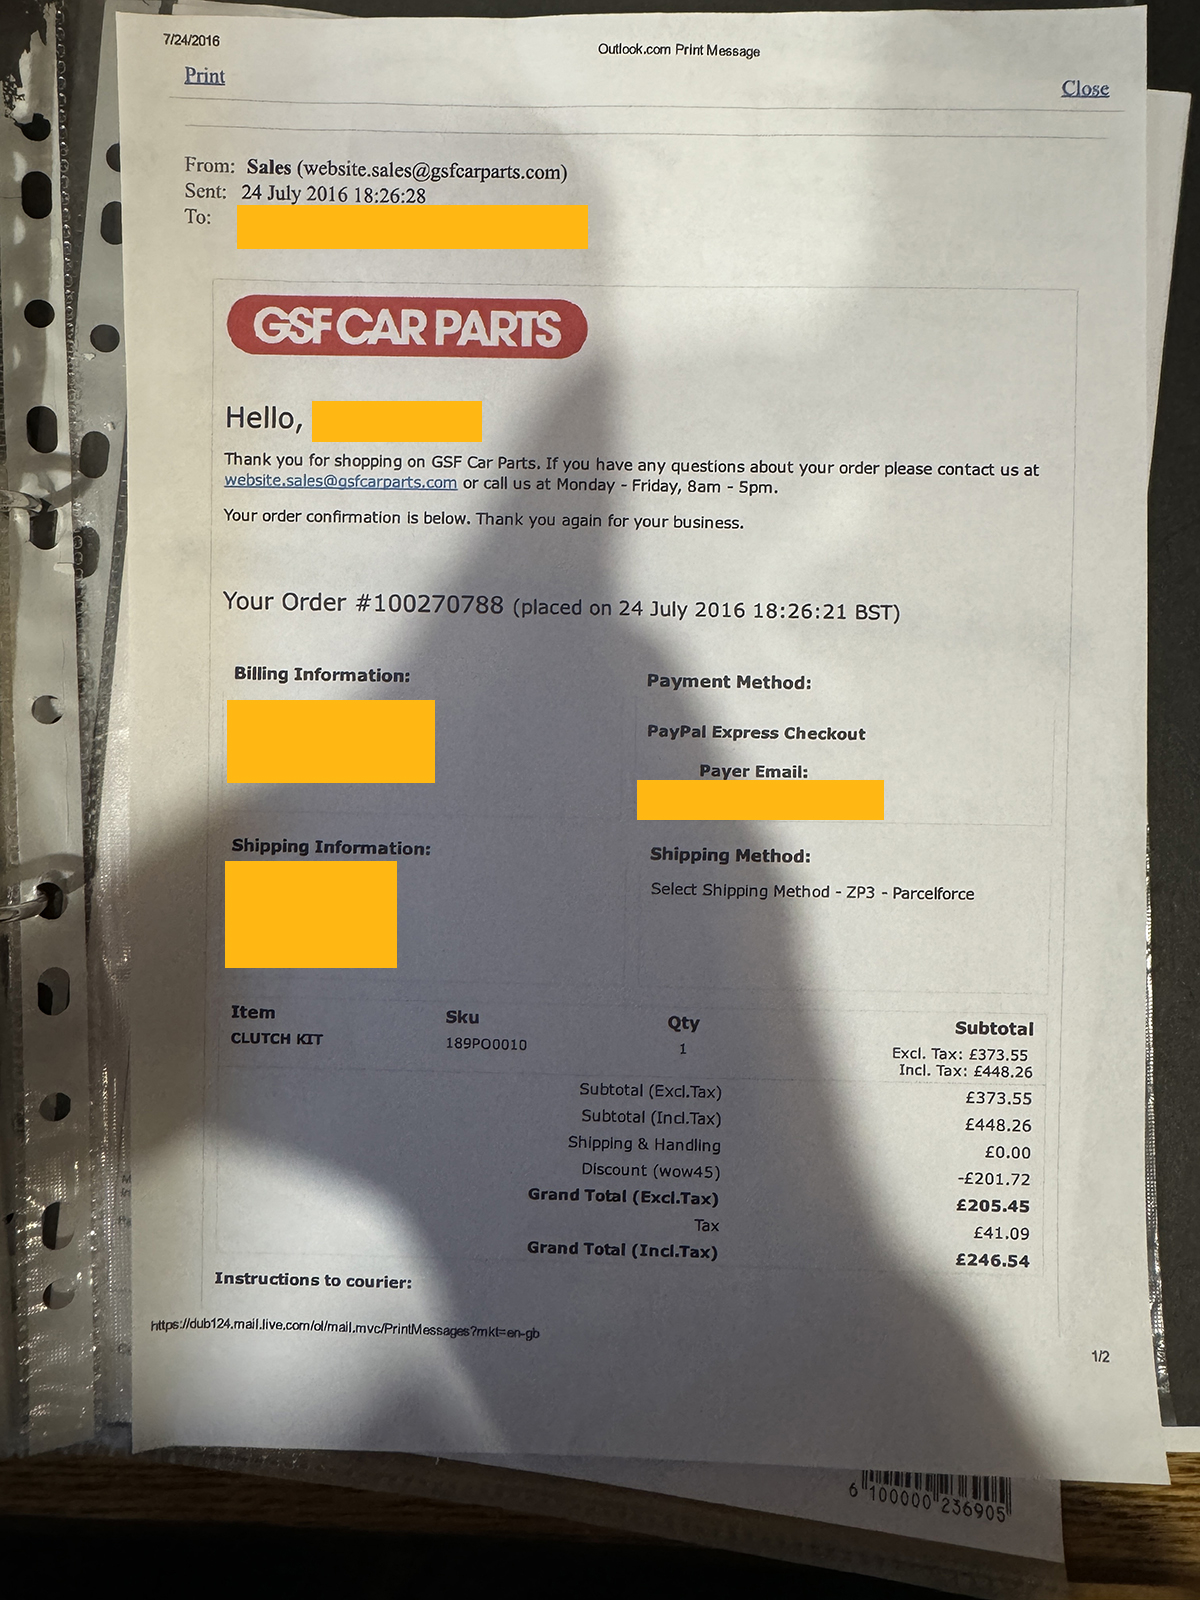 7/24/2016
Outlook.com Print Message
Print
Close
From: Sales (website.sales@gsfcarparts.com)
Sent: 24 July 2016 18:26:28
To:
GSF CAR PARTS
Hello,
Thank you for shopping on GSF Car Parts. If you have any questions about your order please contact us at
website.sales@gsfcarparts.com or call us at Monday - Friday, 8am - 5pm.
Your order confirmation is below. Thank you again for your business.
Your Order #100270788 (placed on 24 July 2016 18:26:21 BST)
Billing Information:
Payment Method:
PayPal Express Checkout
Payer Email:
Shipping Information:
Shipping Method:
Select Shipping Method - ZP3 - Parcelforce
Item Sku Qty Subtotal
CLUTCH KIT 189PO0010 1 Excl. Tax: £373.55
Incl. Tax: £448.26
Subtotal (Excl.Tax) £373.55
Subtotal (Incl.Tax) £448.26
Shipping & Handling £0.00
Discount (wow45) -£201.72
Grand Total (Excl.Tax) £205.45
Tax £41.09
Grand Total (Incl.Tax) £246.54
Instructions to courier:
https://dub124.mail.live.com/ol/mail.mvc/PrintMessages?mkt=en-gb
1/2
6 100000 236905